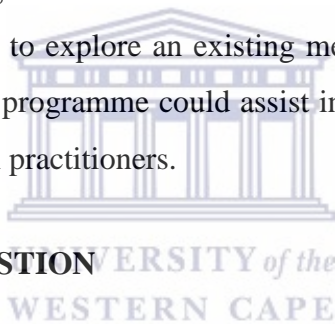 to explore an existing me
programme could assist in
practitioners.
STION
UNIVERSITY of the
WESTERN CAPE